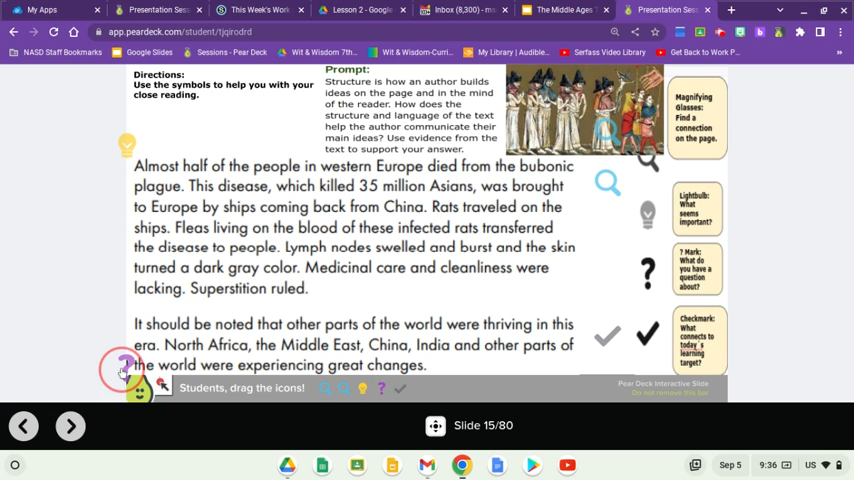 My Apps
Presentation Sess
This Week's Work
Lesson 2 - Google
Inbox (8,300) - ms
The Middle Ages T
Presentation Sess
app.peardeck.com/student/tjqirodrd
NASD Staff Bookmarks
Google Slides
Sessions - Pear Deck
Wit & Wisdom 7th...
Wit & Wisdom-Curri...
My Library | Audible...
Serfass Video Library
Get Back to Work P...
»
Directions:
Use the symbols to help you with your
close reading.
Prompt:
Structure is how an author builds
ideas on the page and in the mind
of the reader. How does the
structure and language of the text
help the author communicate their
main ideas? Use evidence from the
text to support your answer.
Magnifying
Glasses:
Find a
connection
on the page.
Almost half of the people in western Europe died from the bubonic
plague. This disease, which killed 35 million Asians, was brought
to Europe by ships coming back from China. Rats traveled on the
ships. Fleas living on the blood of these infected rats transferred
the disease to people. Lymph nodes swelled and burst and the skin
turned a dark gray color. Medicinal care and cleanliness were
lacking. Superstition ruled.
It should be noted that other parts of the world were thriving in this
era. North Africa, the Middle East, China, India and other parts of
the world were experiencing great changes.
Lightbulb:
What
seems
important?
?
? Mark:
What do
you have a
question
about?
Checkmark:
What
connects to
today's
learning
target?
?
Students, drag the icons!
?
Pear Deck Interactive Slide
Do not remove this bar
Slide 15/80
Sep 5
9:36
US